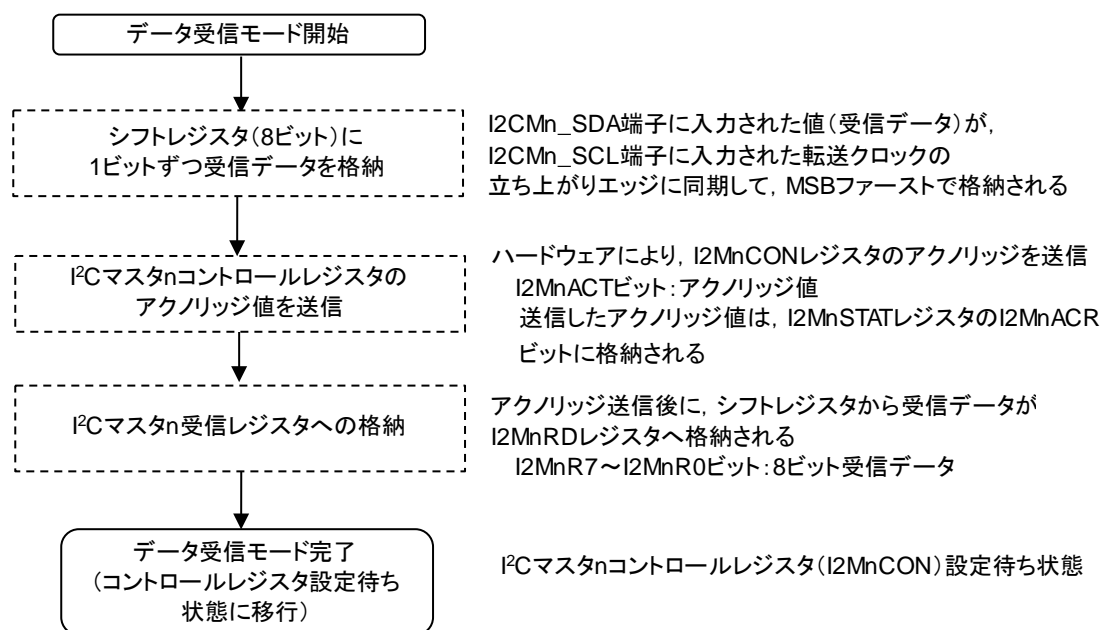 データ受信モード開始
シフトレジスタ(8ビット)に
1ビットずつ受信データを格納
I2CMn_SDA端子に入力された値(受信データ)が,
I2CMn_SCL端子に入力された転送クロックの
立ち上がりエッジに同期して, MSBファーストで格納される
I²Cマスタnコントロールレジスタの
アクノリッジ値を送信
ハードウェアにより, I2MnCONレジスタのアクノリッジを送信
I2MnACTビット:アクノリッジ値
送信したアクノリッジ値は, I2MnSTATレジスタのI2MnACR
ビットに格納される
I²Cマスタn受信レジスタへの格納
アクノリッジ送信後に, シフトレジスタから受信データが
I2MnRDレジスタへ格納される
I2MnR7～I2MnR0ビット:8ビット受信データ
データ受信モード完了
(コントロールレジスタ設定待ち
状態に移行)
I²Cマスタnコントロールレジスタ(I2MnCON)設定待ち状態